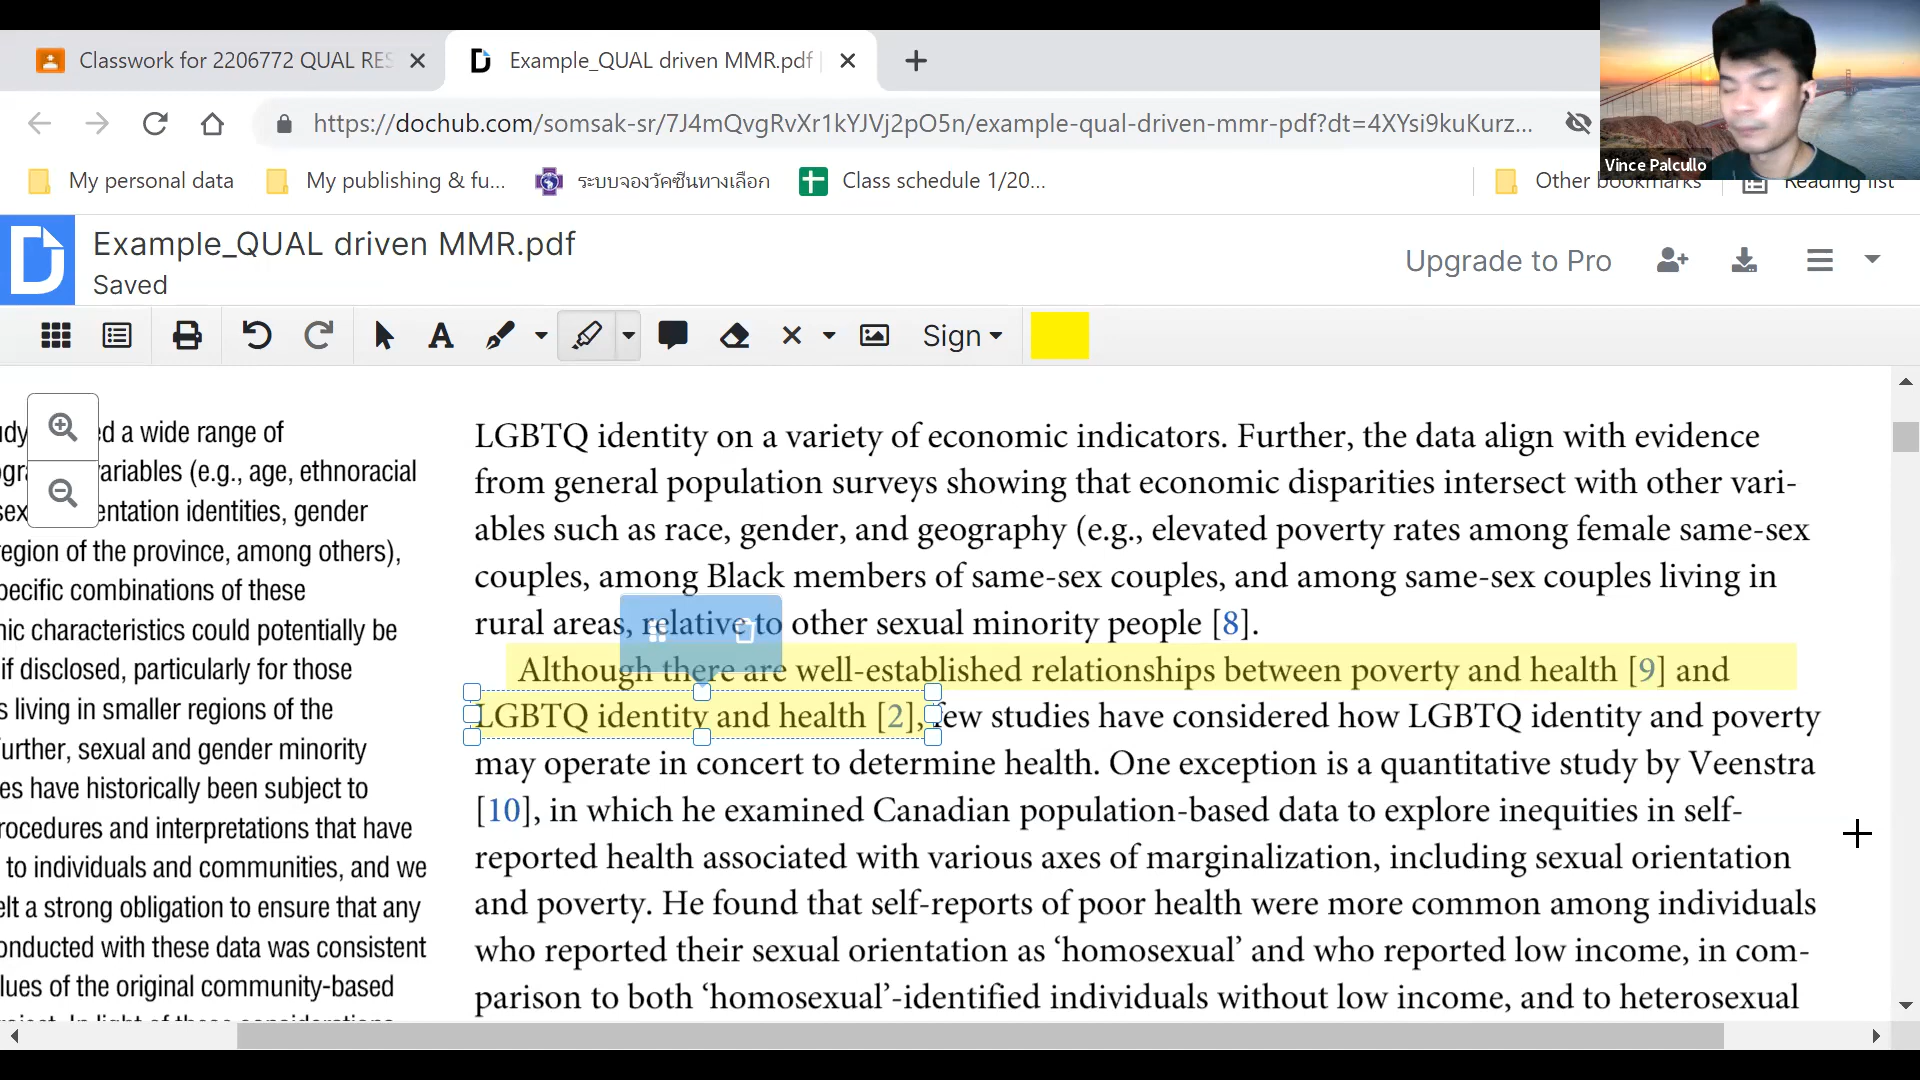 Classwork for 2206772 QUAL RES
Example_QUAL driven MMR.pdf
https://dochub.com/somsak-sr/7J4mQvgRvXr1kYJVj2pO5n/example-qual-driven-mmr-pdf?dt=4XYsi9kuKurz...
Vince Palcullo
My personal data
My publishing & fu...
ระบบจองวัคซีนทางเลือก
Class schedule 1/20...
Other bookmarks
Reading list
Example_QUAL driven MMR.pdf
Saved
Upgrade to Pro
Sign
ed a wide range of
ariables (e.g., age, ethnoracial
entation identities, gender
region of the province, among others),
pecific combinations of these
ic characteristics could potentially be
if disclosed, particularly for those
s living in smaller regions of the
urther, sexual and gender minority
es have historically been subject to
rocedures and interpretations that have
to individuals and communities, and we
elt a strong obligation to ensure that any
onducted with these data was consistent
lues of the original community-based
LGBTQ identity on a variety of economic indicators. Further, the data align with evidence
from general population surveys showing that economic disparities intersect with other vari-
ables such as race, gender, and geography (e.g., elevated poverty rates among female same-sex
couples, among Black members of same-sex couples, and among same-sex couples living in
rural areas, relative to other sexual minority people [8].
Although there are well-established relationships between poverty and health [9] and
LGBTQ identity and health [2], few studies have considered how LGBTQ identity and poverty
may operate in concert to determine health. One exception is a quantitative study by Veenstra
[10], in which he examined Canadian population-based data to explore inequities in self-
reported health associated with various axes of marginalization, including sexual orientation
and poverty. He found that self-reports of poor health were more common among individuals
who reported their sexual orientation as ‘homosexual’ and who reported low income, in com-
parison to both ‘homosexual’-identified individuals without low income, and to heterosexual